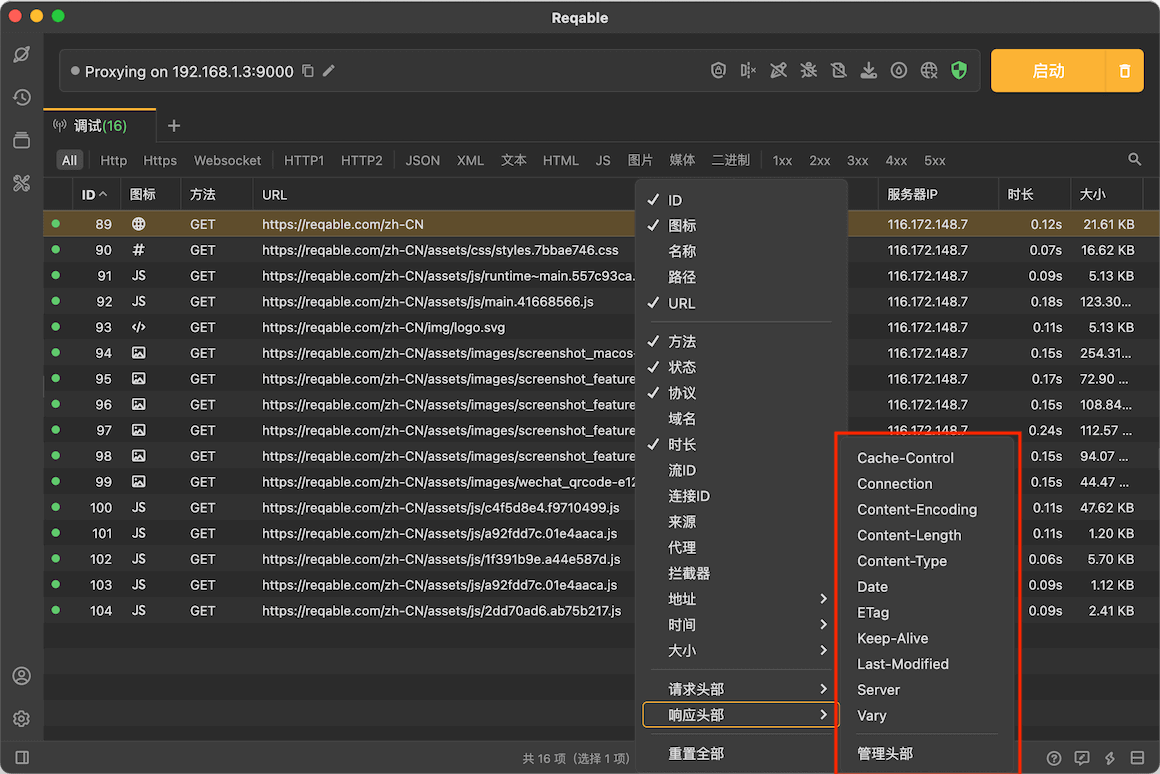 Reqable
Proxying on 192.168.1.3:9000
启动
调试(16)
All Http Https Websocket HTTP1 HTTP2 JSON XML 文本 HTML JS 图片 媒体 二进制 1xx 2xx 3xx 4xx 5xx
ID 图标 方法 URL 服务器IP 时长 大小
89 GET https://reqable.com/zh-CN 116.172.148.7 0.12s 21.61 KB
90 # GET https://reqable.com/zh-CN/assets/css/styles.7bbae746.css 116.172.148.7 0.07s 16.62 KB
91 JS GET https://reqable.com/zh-CN/assets/js/runtime~main.557c93ca. 116.172.148.7 0.09s 5.13 KB
92 JS GET https://reqable.com/zh-CN/assets/js/main.41668566.js 116.172.148.7 0.18s 123.30...
93 </> GET https://reqable.com/zh-CN/img/logo.svg 116.172.148.7 0.11s 5.13 KB
94 GET https://reqable.com/zh-CN/assets/images/screenshot_macos- 116.172.148.7 0.15s 254.31...
95 GET https://reqable.com/zh-CN/assets/images/screenshot_feature 116.172.148.7 0.17s 72.90 ...
96 GET https://reqable.com/zh-CN/assets/images/screenshot_feature 116.172.148.7 0.15s 108.84...
97 GET https://reqable.com/zh-CN/assets/images/screenshot_feature 116.172.148.7 0.24s 112.57 ...
98 GET https://reqable.com/zh-CN/assets/images/screenshot_feature 0.15s 94.07 ...
99 GET https://reqable.com/zh-CN/assets/images/wechat_qrcode-e12 0.15s 44.47 ...
100 JS GET https://reqable.com/zh-CN/assets/js/c4f5d8e4.f9710499.js 0.11s 47.62 KB
101 JS GET https://reqable.com/zh-CN/assets/js/a92fdd7c.01e4aaca.js 0.11s 1.20 KB
102 JS GET https://reqable.com/zh-CN/assets/js/1f391b9e.a44e587d.js 0.06s 5.70 KB
103 JS GET https://reqable.com/zh-CN/assets/js/a92fdd7c.01e4aaca.js 0.09s 1.12 KB
104 JS GET https://reqable.com/zh-CN/assets/js/2dd70ad6.ab75b217.js 0.09s 2.41 KB
ID
图标
名称
路径
URL
方法
状态
协议
域名
时长
流ID
连接ID
来源
代理
拦截器
地址
时间
大小
请求头部
响应头部
重置全部
Cache-Control
Connection
Content-Encoding
Content-Length
Content-Type
Date
ETag
Keep-Alive
Last-Modified
Server
Vary
管理头部
共 16 项（选择 1 项）